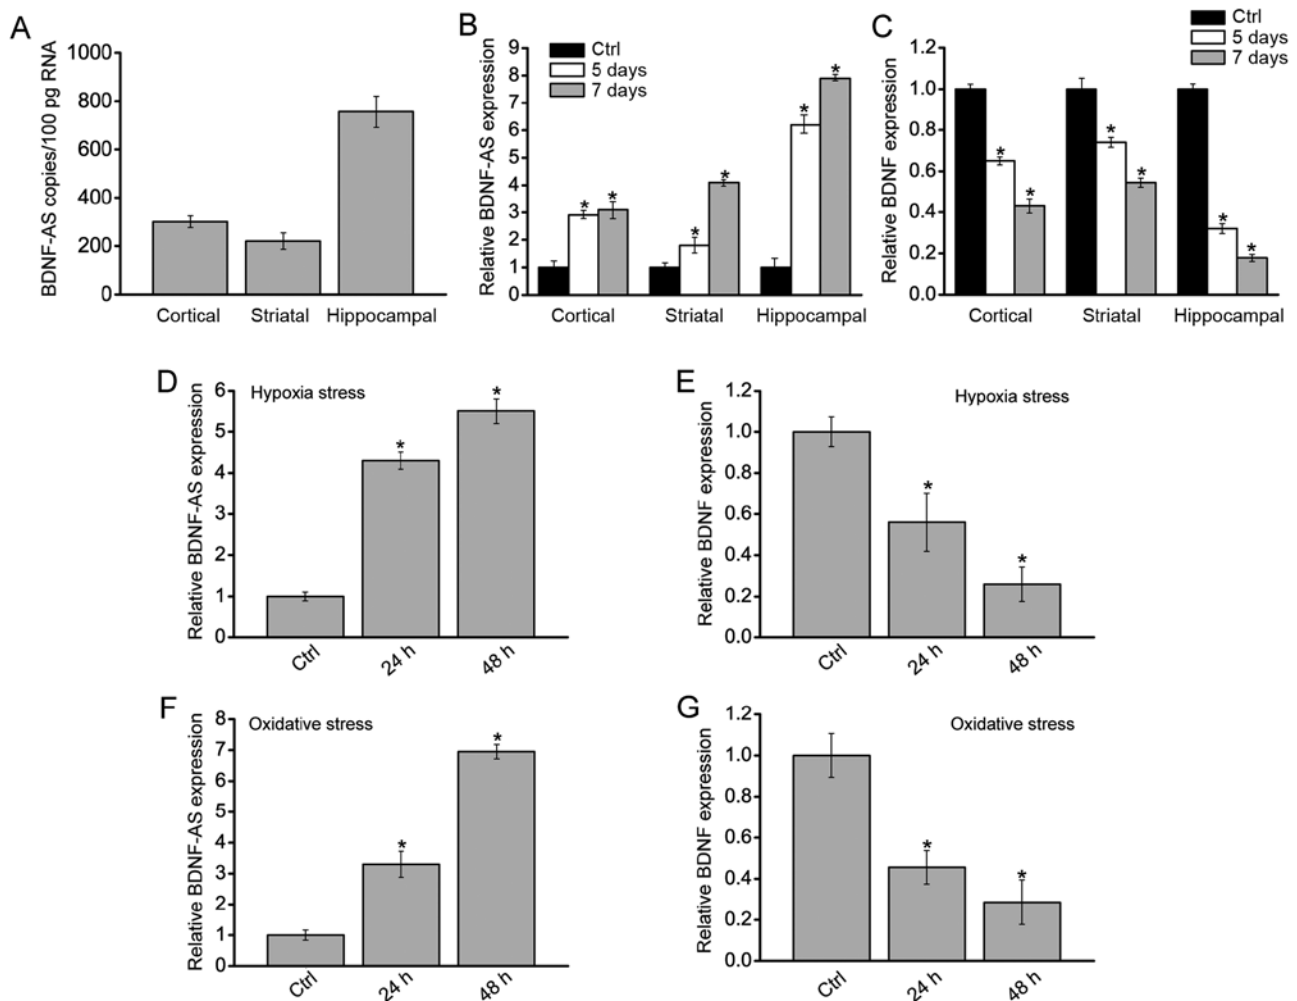 A
BDNF-AS copies/100 pg RNA
1000
800
600
400
200
0
Cortical Striatal Hippocampal
B
Relative BDNF-AS expression
9
8
7
6
5
4
3
2
1
0
Ctrl
5 days
7 days
* * * * * *
Cortical Striatal Hippocampal
C
Relative BDNF expression
1.2
1.0
0.8
0.6
0.4
0.2
0.0
Ctrl
5 days
7 days
* * * * * *
Cortical Striatal Hippocampal
D
Relative BDNF-AS expression
6
5
4
3
2
1
0
Hypoxia stress
* *
Ctrl 24 h 48 h
E
Relative BDNF expression
1.2
1.0
0.8
0.6
0.4
0.2
0.0
Hypoxia stress
* *
Ctrl 24 h 48 h
F
Relative BDNF-AS expression
8
7
6
5
4
3
2
1
0
Oxidative stress
* *
Ctrl 24 h 48 h
G
Relative BDNF expression
1.2
1.0
0.8
0.6
0.4
0.2
0.0
Oxidative stress
* *
Ctrl 24 h 48 h